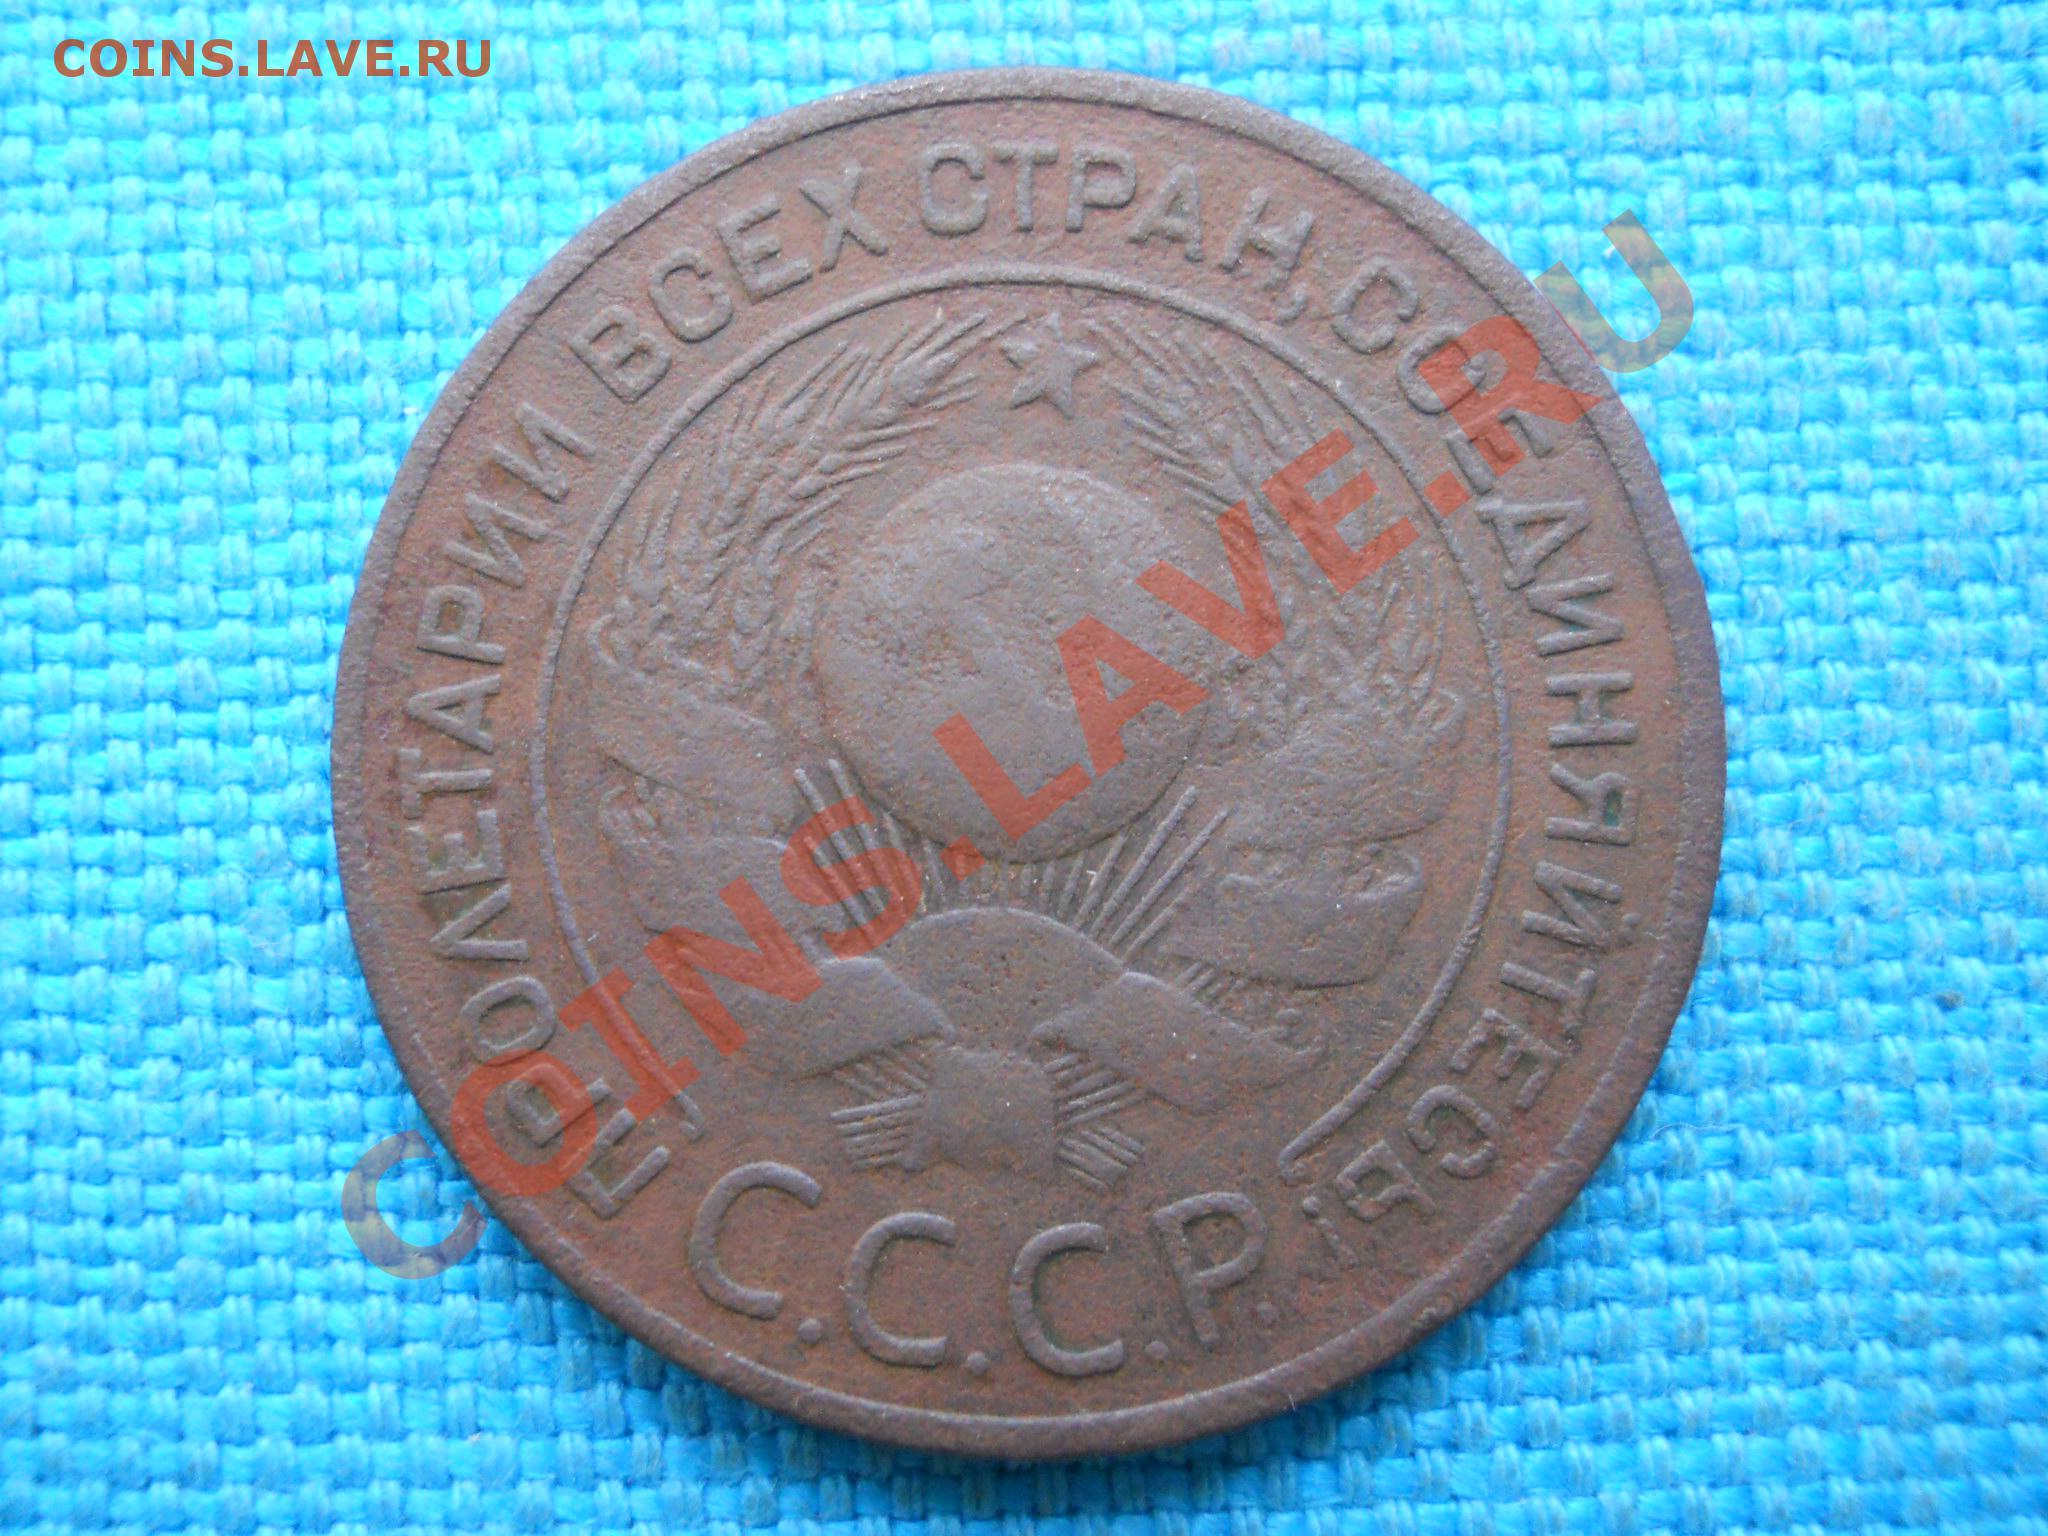 COINS.LAVE.RU
ПРОЛЕТАРИИ ВСЕХ СТРАН, СОЕДИНЯЙТЕСЬ!
С.С.С.Р.
COINS.LAVE.RU